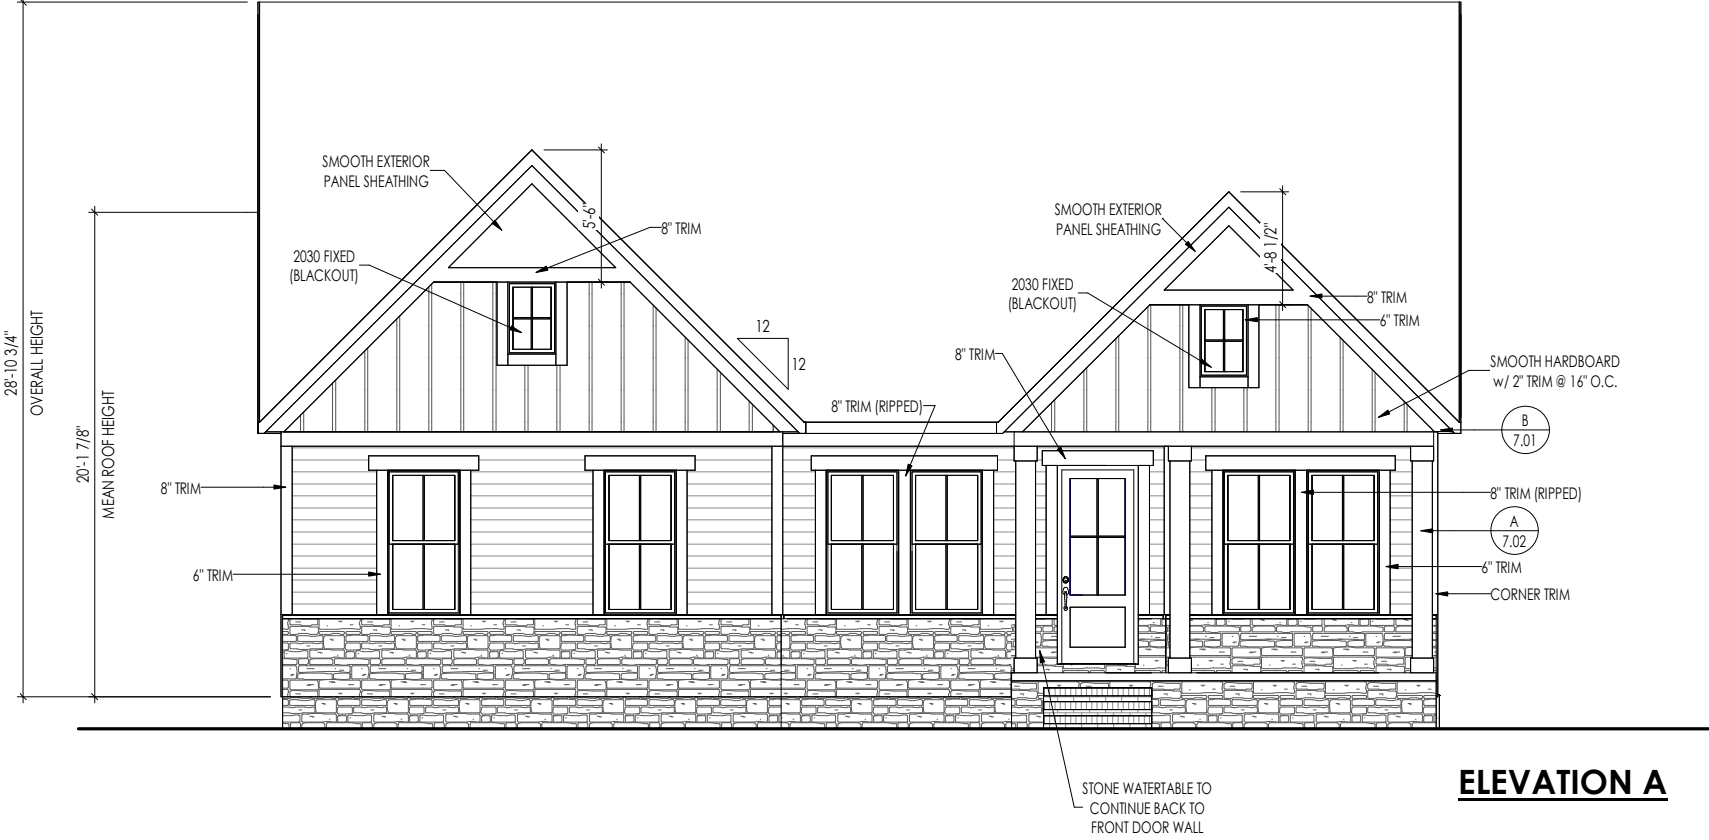 SMOOTH EXTERIOR
PANEL SHEATHING
5'-6"
8" TRIM
2030 FIXED
(BLACKOUT)
12
12
SMOOTH EXTERIOR
PANEL SHEATHING
4'-8 1/2"
2030 FIXED
(BLACKOUT)
8" TRIM
6" TRIM
8" TRIM
SMOOTH HARDBOARD
w/ 2" TRIM @ 16" O.C.
8" TRIM (RIPPED)
B
7.01
28'-10 3/4"
OVERALL HEIGHT
20'-1 7/8"
MEAN ROOF HEIGHT
8" TRIM
8" TRIM (RIPPED)
A
7.02
6" TRIM
6" TRIM
CORNER TRIM
STONE WATERTABLE TO
CONTINUE BACK TO
FRONT DOOR WALL
ELEVATION A